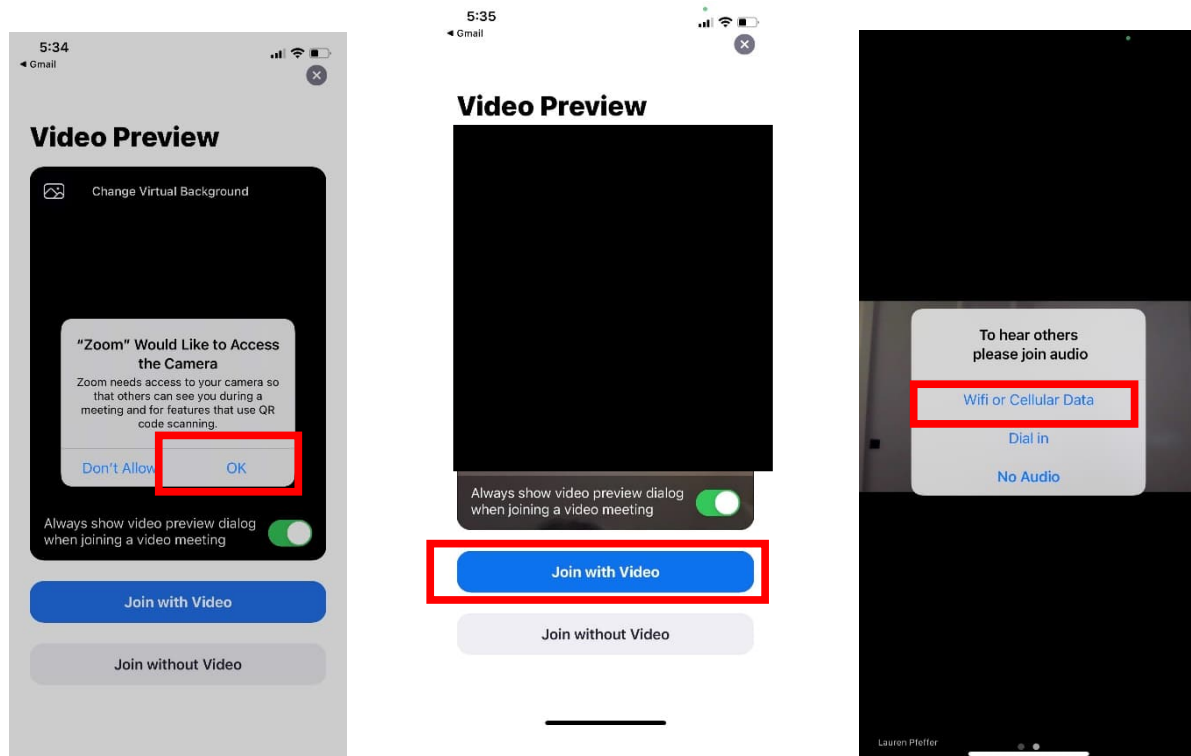 5:34
◀ Gmail
Video Preview
Change Virtual Background
"Zoom" Would Like to Access
the Camera
Zoom needs access to your camera so
that others can see you during a
meeting and for features that use QR
code scanning.
Don't Allow
OK
Always show video preview dialog
when joining a video meeting
Join with Video
Join without Video
5:35
◀ Gmail
Video Preview
Always show video preview dialog
when joining a video meeting
Join with Video
Join without Video
To hear others
please join audio
Wifi or Cellular Data
Dial in
No Audio
Lauren Pfeffer